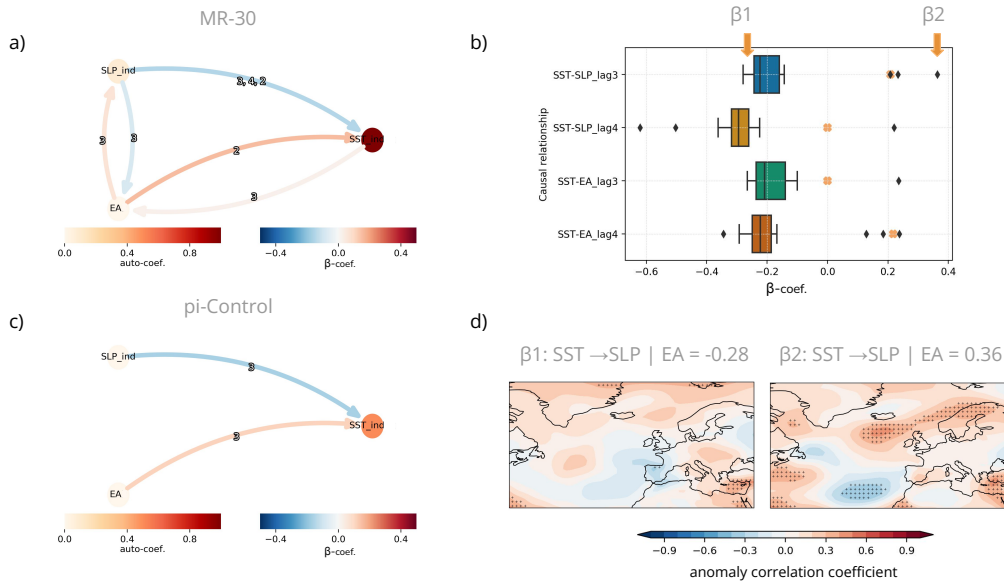 MR-30
a)
SLP_ind
3, 4, 2
3
3
SST_ind
2
3
EA
0.0 0.4 0.8
auto-coef.
−0.4 0.0 0.4
β-coef.
β1 β2
b)
SST-SLP_lag3
SST-SLP_lag4
SST-EA_lag3
SST-EA_lag4
Causal relationship
−0.6 −0.4 −0.2 0.0 0.2 0.4
β-coef.
pi-Control
c)
SLP_ind
3
SST_ind
3
EA
0.0 0.4 0.8
auto-coef.
−0.4 0.0 0.4
β-coef.
d)
β1: SST →SLP | EA = -0.28
β2: SST →SLP | EA = 0.36
-0.9 -0.6 -0.3 0.0 0.3 0.6 0.9
anomaly correlation coefficient